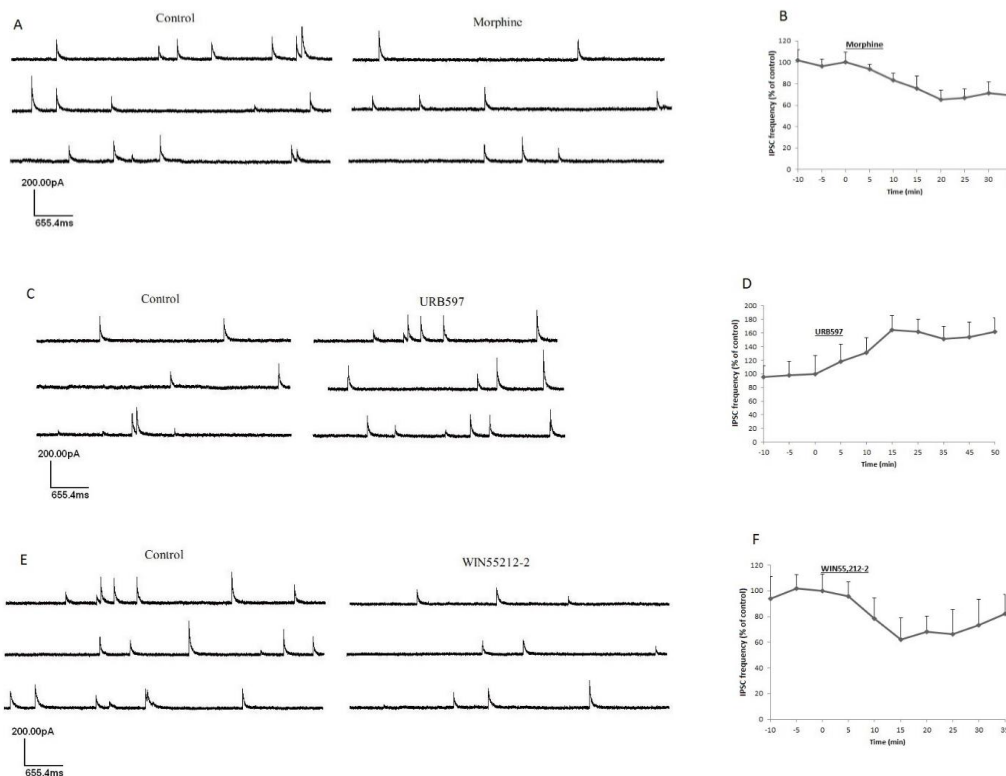 A
Control
Morphine
200.00pA
655.4ms
B
Morphine
IPSC frequency (% of control)
120
100
80
60
40
20
0
-10 -5 0 5 10 15 20 25 30
Time (min)
C
Control
URB597
200.00pA
655.4ms
D
URB597
IPSC frequency (% of control)
200
180
160
140
120
100
80
60
40
20
0
-10 -5 0 5 10 15 25 35 45 50
Time (min)
E
Control
WIN55212-2
200.00pA
655.4ms
F
WIN55,212-2
IPSC frequency (% of control)
120
100
80
60
40
20
0
-10 -5 0 5 10 15 20 25 30 35
Time (min)